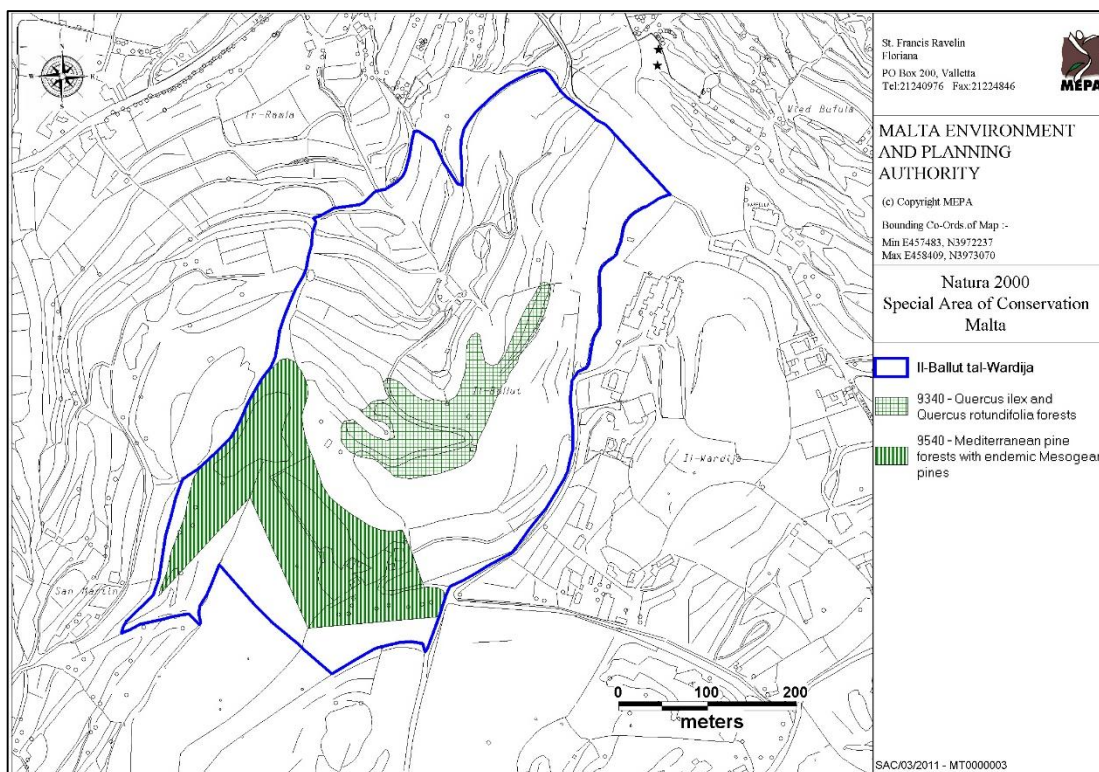 Ir-Ramla
Wied Bufula
Il-Ballut
Il-Wardija
San Martin
0 100 200
meters
St. Francis Ravelin
Floriana
PO Box 200, Valletta
Tel:21240976 Fax:21224846
MEPA
MALTA ENVIRONMENT
AND PLANNING
AUTHORITY
(c) Copyright MEPA
Bounding Co-Ords.of Map :-
Min E457483, N3972237
Max E458409, N3973070
Natura 2000
Special Area of Conservation
Malta
Il-Ballut tal-Wardija
9340 - Quercus ilex and
Quercus rotundifolia forests
9540 - Mediterranean pine
forests with endemic Mesogean
pines
SAC/03/2011 - MT0000003